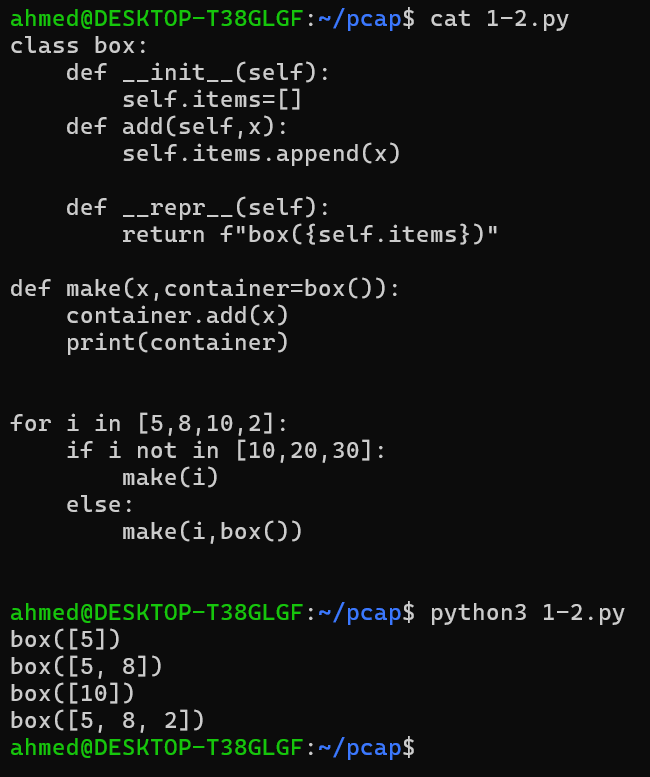 ahmed@DESKTOP-T38GLGF:~/pcap$ cat 1-2.py
class box:
    def __init__(self):
        self.items=[]
    def add(self,x):
        self.items.append(x)

    def __repr__(self):
        return f"box({self.items})"

def make(x,container=box()):
    container.add(x)
    print(container)


for i in [5,8,10,2]:
    if i not in [10,20,30]:
        make(i)
    else:
        make(i,box())


ahmed@DESKTOP-T38GLGF:~/pcap$ python3 1-2.py
box([5])
box([5, 8])
box([10])
box([5, 8, 2])
ahmed@DESKTOP-T38GLGF:~/pcap$